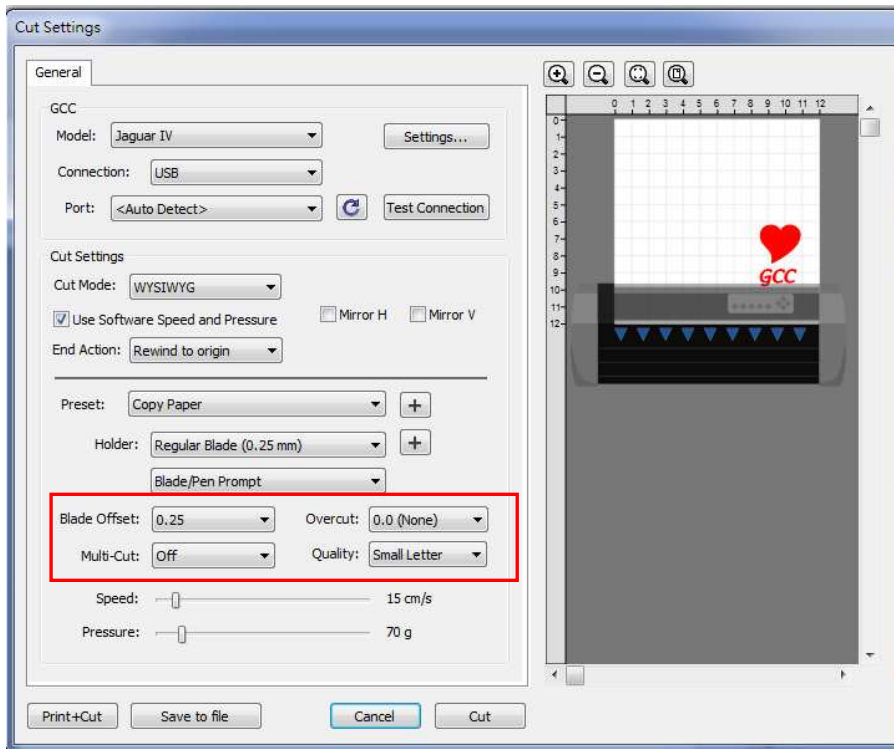 Cut Settings
General
GCC
Model: Jaguar IV Settings...
Connection: USB
Port: <Auto Detect> Test Connection
Cut Settings
Cut Mode: WYSIWYG
Use Software Speed and Pressure Mirror H Mirror V
End Action: Rewind to origin
Preset: Copy Paper +
Holder: Regular Blade (0.25 mm) +
Blade/Pen Prompt
Blade Offset: 0.25 Overcut: 0.0 (None)
Multi-Cut: Off Quality: Small Letter
Speed: 15 cm/s
Pressure: 70 g
Print+Cut Save to file Cancel Cut
0 1 2 3 4 5 6 7 8 9 10 11 12
0
1
2
3
4
5
6
7
8
9
10
11
12
GCC